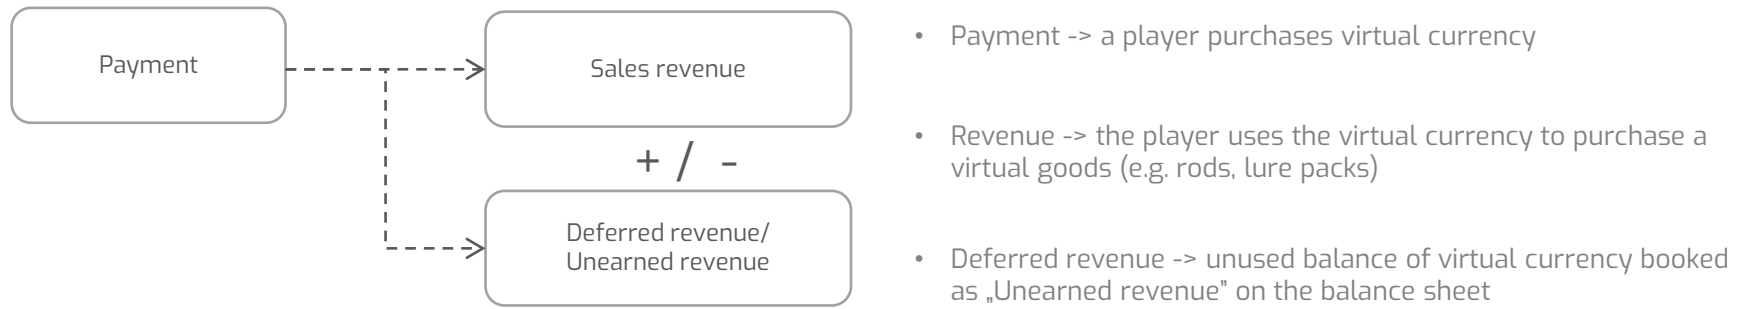 Payment
Sales revenue
+ / -
Deferred revenue/
Unearned revenue
• Payment -> a player purchases virtual currency
• Revenue -> the player uses the virtual currency to purchase a
virtual goods (e.g. rods, lure packs)
• Deferred revenue -> unused balance of virtual currency booked
as „Unearned revenue” on the balance sheet